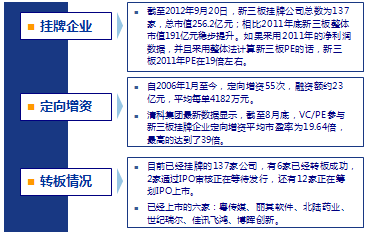 挂牌企业
截至2012年9月20日，新三板挂牌公司总数为137
家，总市值256.2亿元；相比2011年底新三板整体
市值191亿元稳步提升。如果采用2011年的净利润
数据，并且采用整体法计算新三板PE的话，新三
板2011年PE在19倍左右。
定向增资
自2006年1月至今，定向增资55次，融资额约23
亿元，平均每单4182万元。
清科集团最新数据显示，截至8月底，VC/PE参与
新三板挂牌企业定向增资平均市盈率为19.64倍，
最高的达到了39倍。
转板情况
目前已经挂牌的137家公司，有6家已经转板成功，
2家通过IPO审核正在等待发行，还有12家正在筹
划IPO上市。
已经上市的六家：粤传媒、久其软件、北陆药业、
世纪瑞尔、佳讯飞鸿、博晖创新。